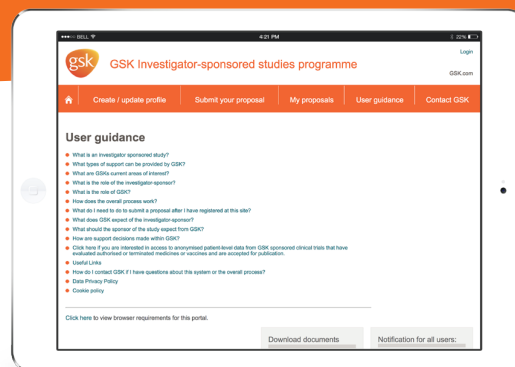 BELL
4:21 PM
22%
gsk
GSK Investigator-sponsored studies programme
Login
GSK.com
Create / update profile
Submit your proposal
My proposals
User guidance
Contact GSK
User guidance
What is an investigator sponsored study?
What types of support can be provided by GSK?
What are GSKs current areas of interest?
What is the role of the investigator-sponsor?
What is the role of GSK?
How does the overall process work?
What do I need to do to submit a proposal after I have registered at this site?
What does GSK expect of the investigator-sponsor?
What should the sponsor of the study expect from GSK?
How are support decisions made within GSK?
Click here if you are interested in access to anonymised patient-level data from GSK sponsored clinical trials that have
evaluated authorised or terminated medicines or vaccines and are accepted for publication.
Useful Links
How do I contact GSK if I have questions about this system or the overall process?
Data Privacy Policy
Cookie policy
Click here to view browser requirements for this portal.
Download documents
Notification for all users: